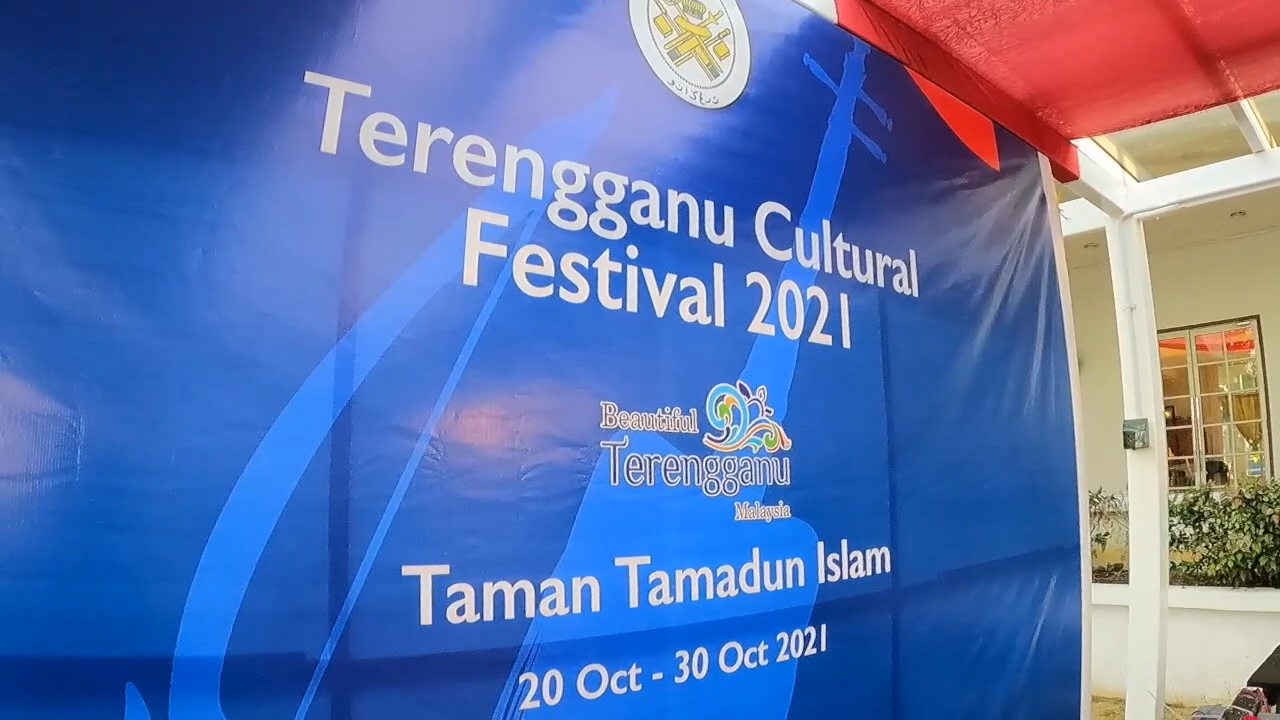 Terengganu Cultural
Festival 2021
Beautiful
Terengganu
Malaysia
Taman Tamadun Islam
20 Oct - 30 Oct 2021